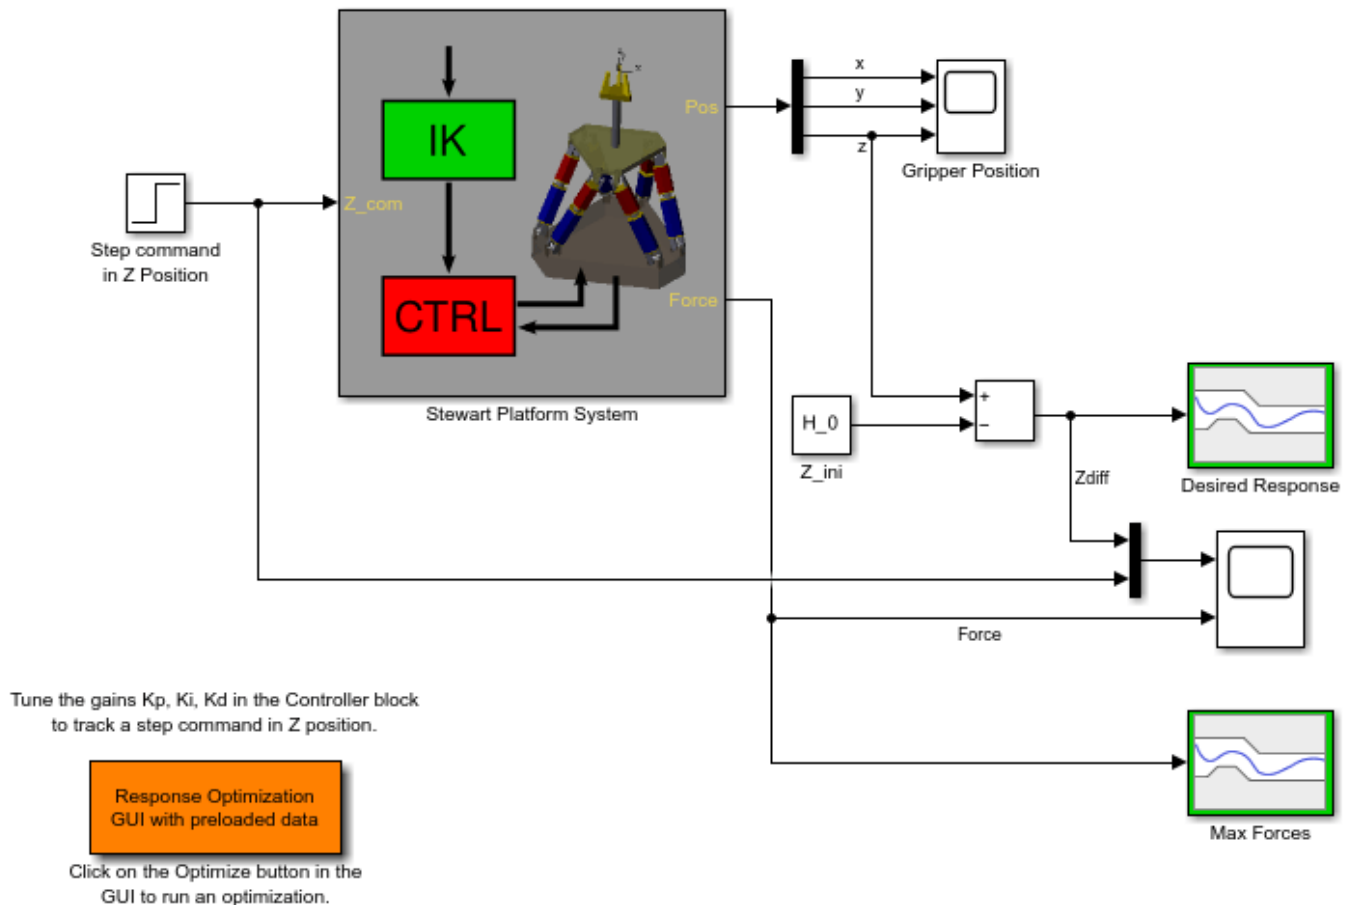 IK
CTRL
Z_com
Pos
Force
Stewart Platform System
Step command
in Z Position
x
y
z
Gripper Position
H_0
Z_ini
+
−
Zdiff
Desired Response
Force
Max Forces
Tune the gains Kp, Ki, Kd in the Controller block
to track a step command in Z position.
Response Optimization
GUI with preloaded data
Click on the Optimize button in the
GUI to run an optimization.